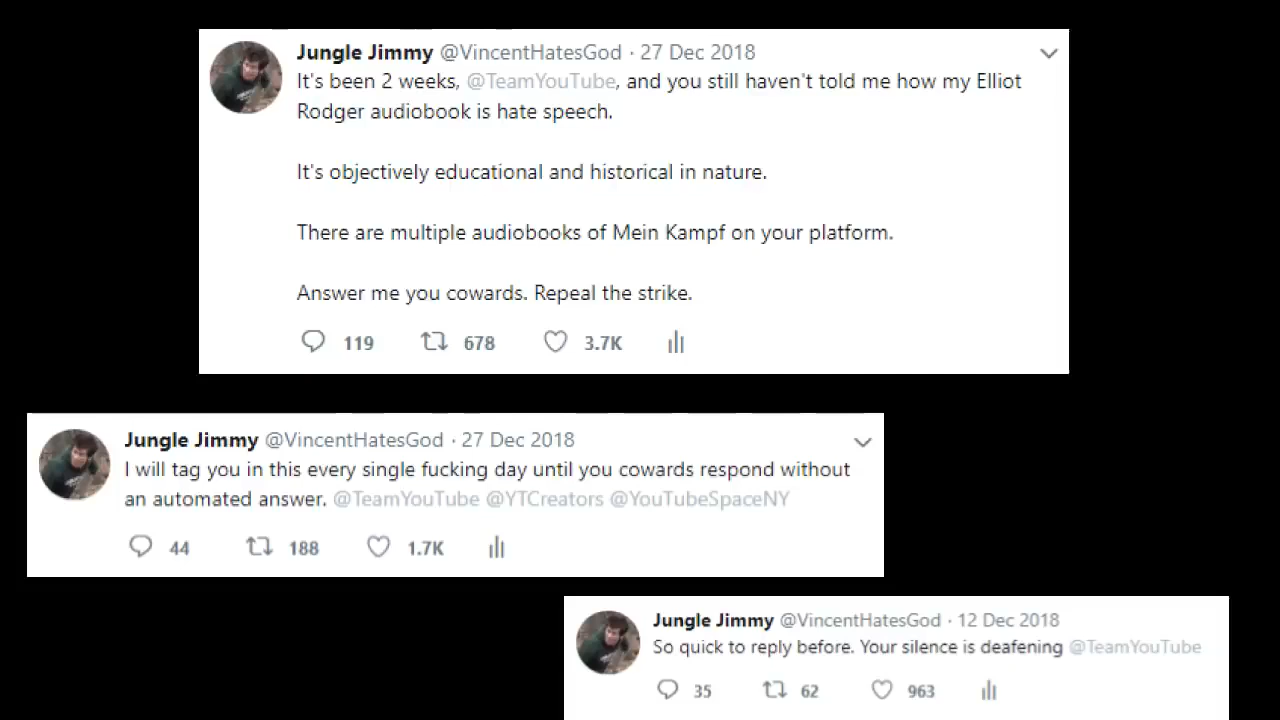 Jungle Jimmy @VincentHatesGod · 27 Dec 2018
It's been 2 weeks, @TeamYouTube, and you still haven't told me how my Elliot
Rodger audiobook is hate speech.
It's objectively educational and historical in nature.
There are multiple audiobooks of Mein Kampf on your platform.
Answer me you cowards. Repeal the strike.
119 678 3.7K
Jungle Jimmy @VincentHatesGod · 27 Dec 2018
I will tag you in this every single fucking day until you cowards respond without
an automated answer. @TeamYouTube @YTCreators @YouTubeSpaceNY
44 188 1.7K
Jungle Jimmy @VincentHatesGod · 12 Dec 2018
So quick to reply before. Your silence is deafening @TeamYouTube
35 62 963